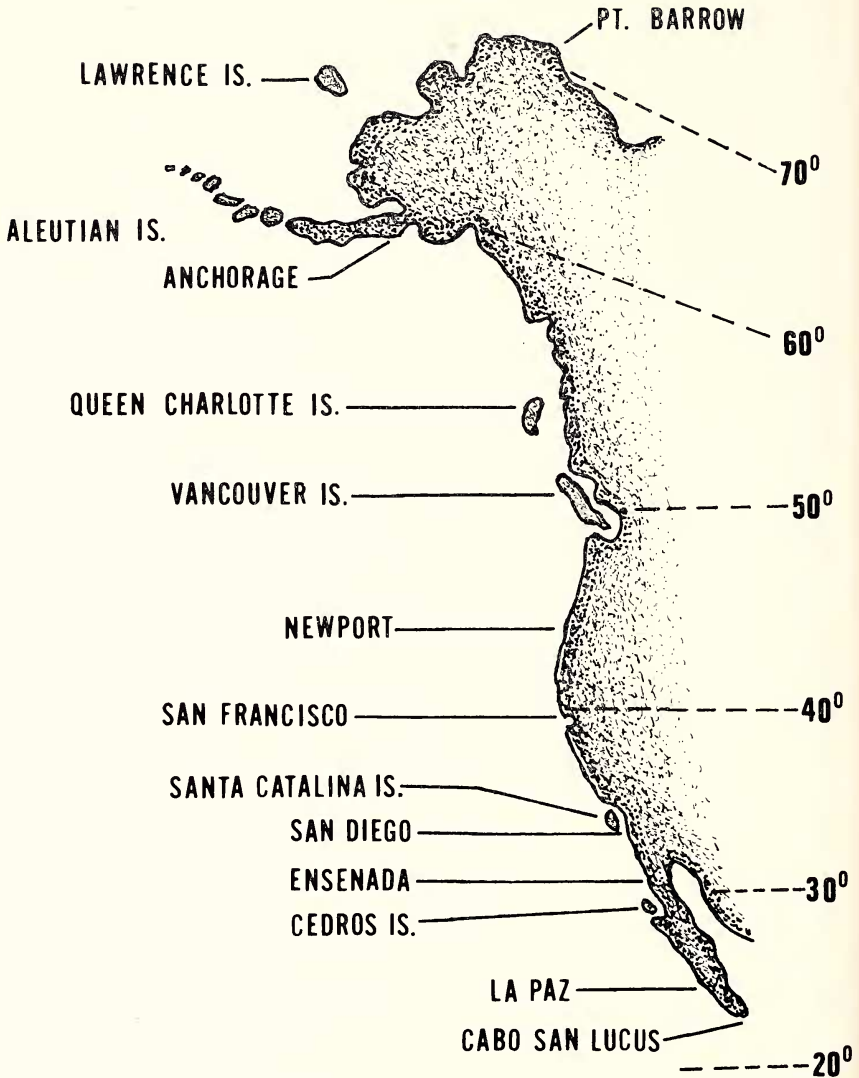 PT. BARROW
LAWRENCE IS.
70⁰
ALEUTIAN IS.
ANCHORAGE
60⁰
QUEEN CHARLOTTE IS.
VANCOUVER IS.
50⁰
NEWPORT
SAN FRANCISCO
40⁰
SANTA CATALINA IS.
SAN DIEGO
ENSENADA
30⁰
CEDROS IS.
LA PAZ
CABO SAN LUCUS
20⁰